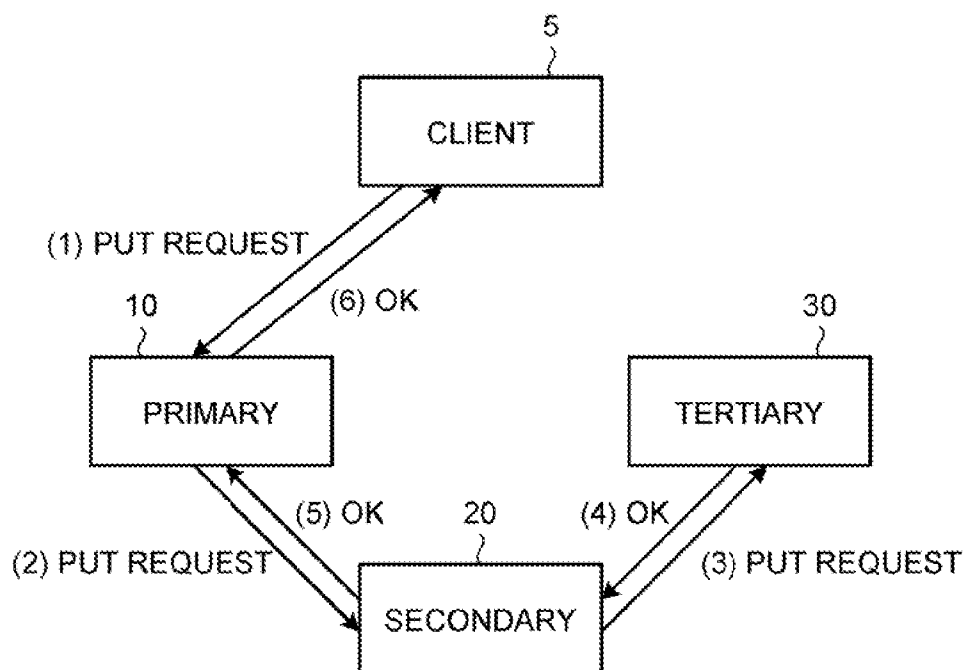 5
CLIENT
(1) PUT REQUEST
(6) OK
10
30
PRIMARY
TERTIARY
(5) OK
20
(4) OK
(2) PUT REQUEST
(3) PUT REQUEST
SECONDARY